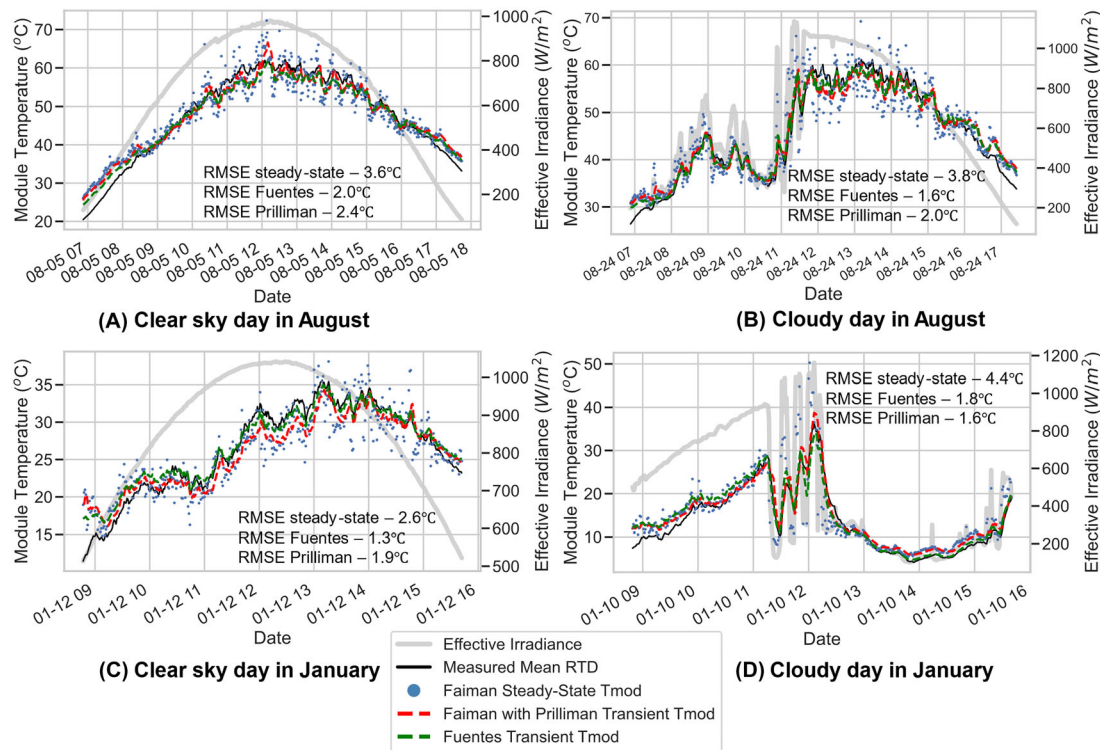 Module Temperature (°C)
70
60
50
40
30
20
1000
800
600
400
200
Effective Irradiance (W/m²)
RMSE steady-state – 3.6℃
RMSE Fuentes – 2.0℃
RMSE Prilliman – 2.4℃
08-05 07
08-05 08
08-05 09
08-05 10
08-05 11
08-05 12
08-05 13
08-05 14
08-05 15
08-05 16
08-05 17
08-05 18
Date
(A) Clear sky day in August
Module Temperature (°C)
70
60
50
40
30
1000
800
600
400
200
Effective Irradiance (W/m²)
RMSE steady-state – 3.8℃
RMSE Fuentes – 1.6℃
RMSE Prilliman – 2.0℃
08-24 07
08-24 08
08-24 09
08-24 10
08-24 11
08-24 12
08-24 13
08-24 14
08-24 15
08-24 16
08-24 17
Date
(B) Cloudy day in August
Module Temperature (°C)
35
30
25
20
15
1000
900
800
700
600
500
Effective Irradiance (W/m²)
RMSE steady-state – 2.6℃
RMSE Fuentes – 1.3℃
RMSE Prilliman – 1.9℃
01-12 09
01-12 10
01-12 11
01-12 12
01-12 13
01-12 14
01-12 15
01-12 16
Date
(C) Clear sky day in January
Module Temperature (°C)
50
40
30
20
10
1200
1000
800
600
400
200
Effective Irradiance (W/m²)
RMSE steady-state – 4.4℃
RMSE Fuentes – 1.8℃
RMSE Prilliman – 1.6℃
01-10 09
01-10 10
01-10 11
01-10 12
01-10 13
01-10 14
01-10 15
01-10 16
Date
(D) Cloudy day in January
Effective Irradiance
Measured Mean RTD
Faiman Steady-State Tmod
Faiman with Prilliman Transient Tmod
Fuentes Transient Tmod